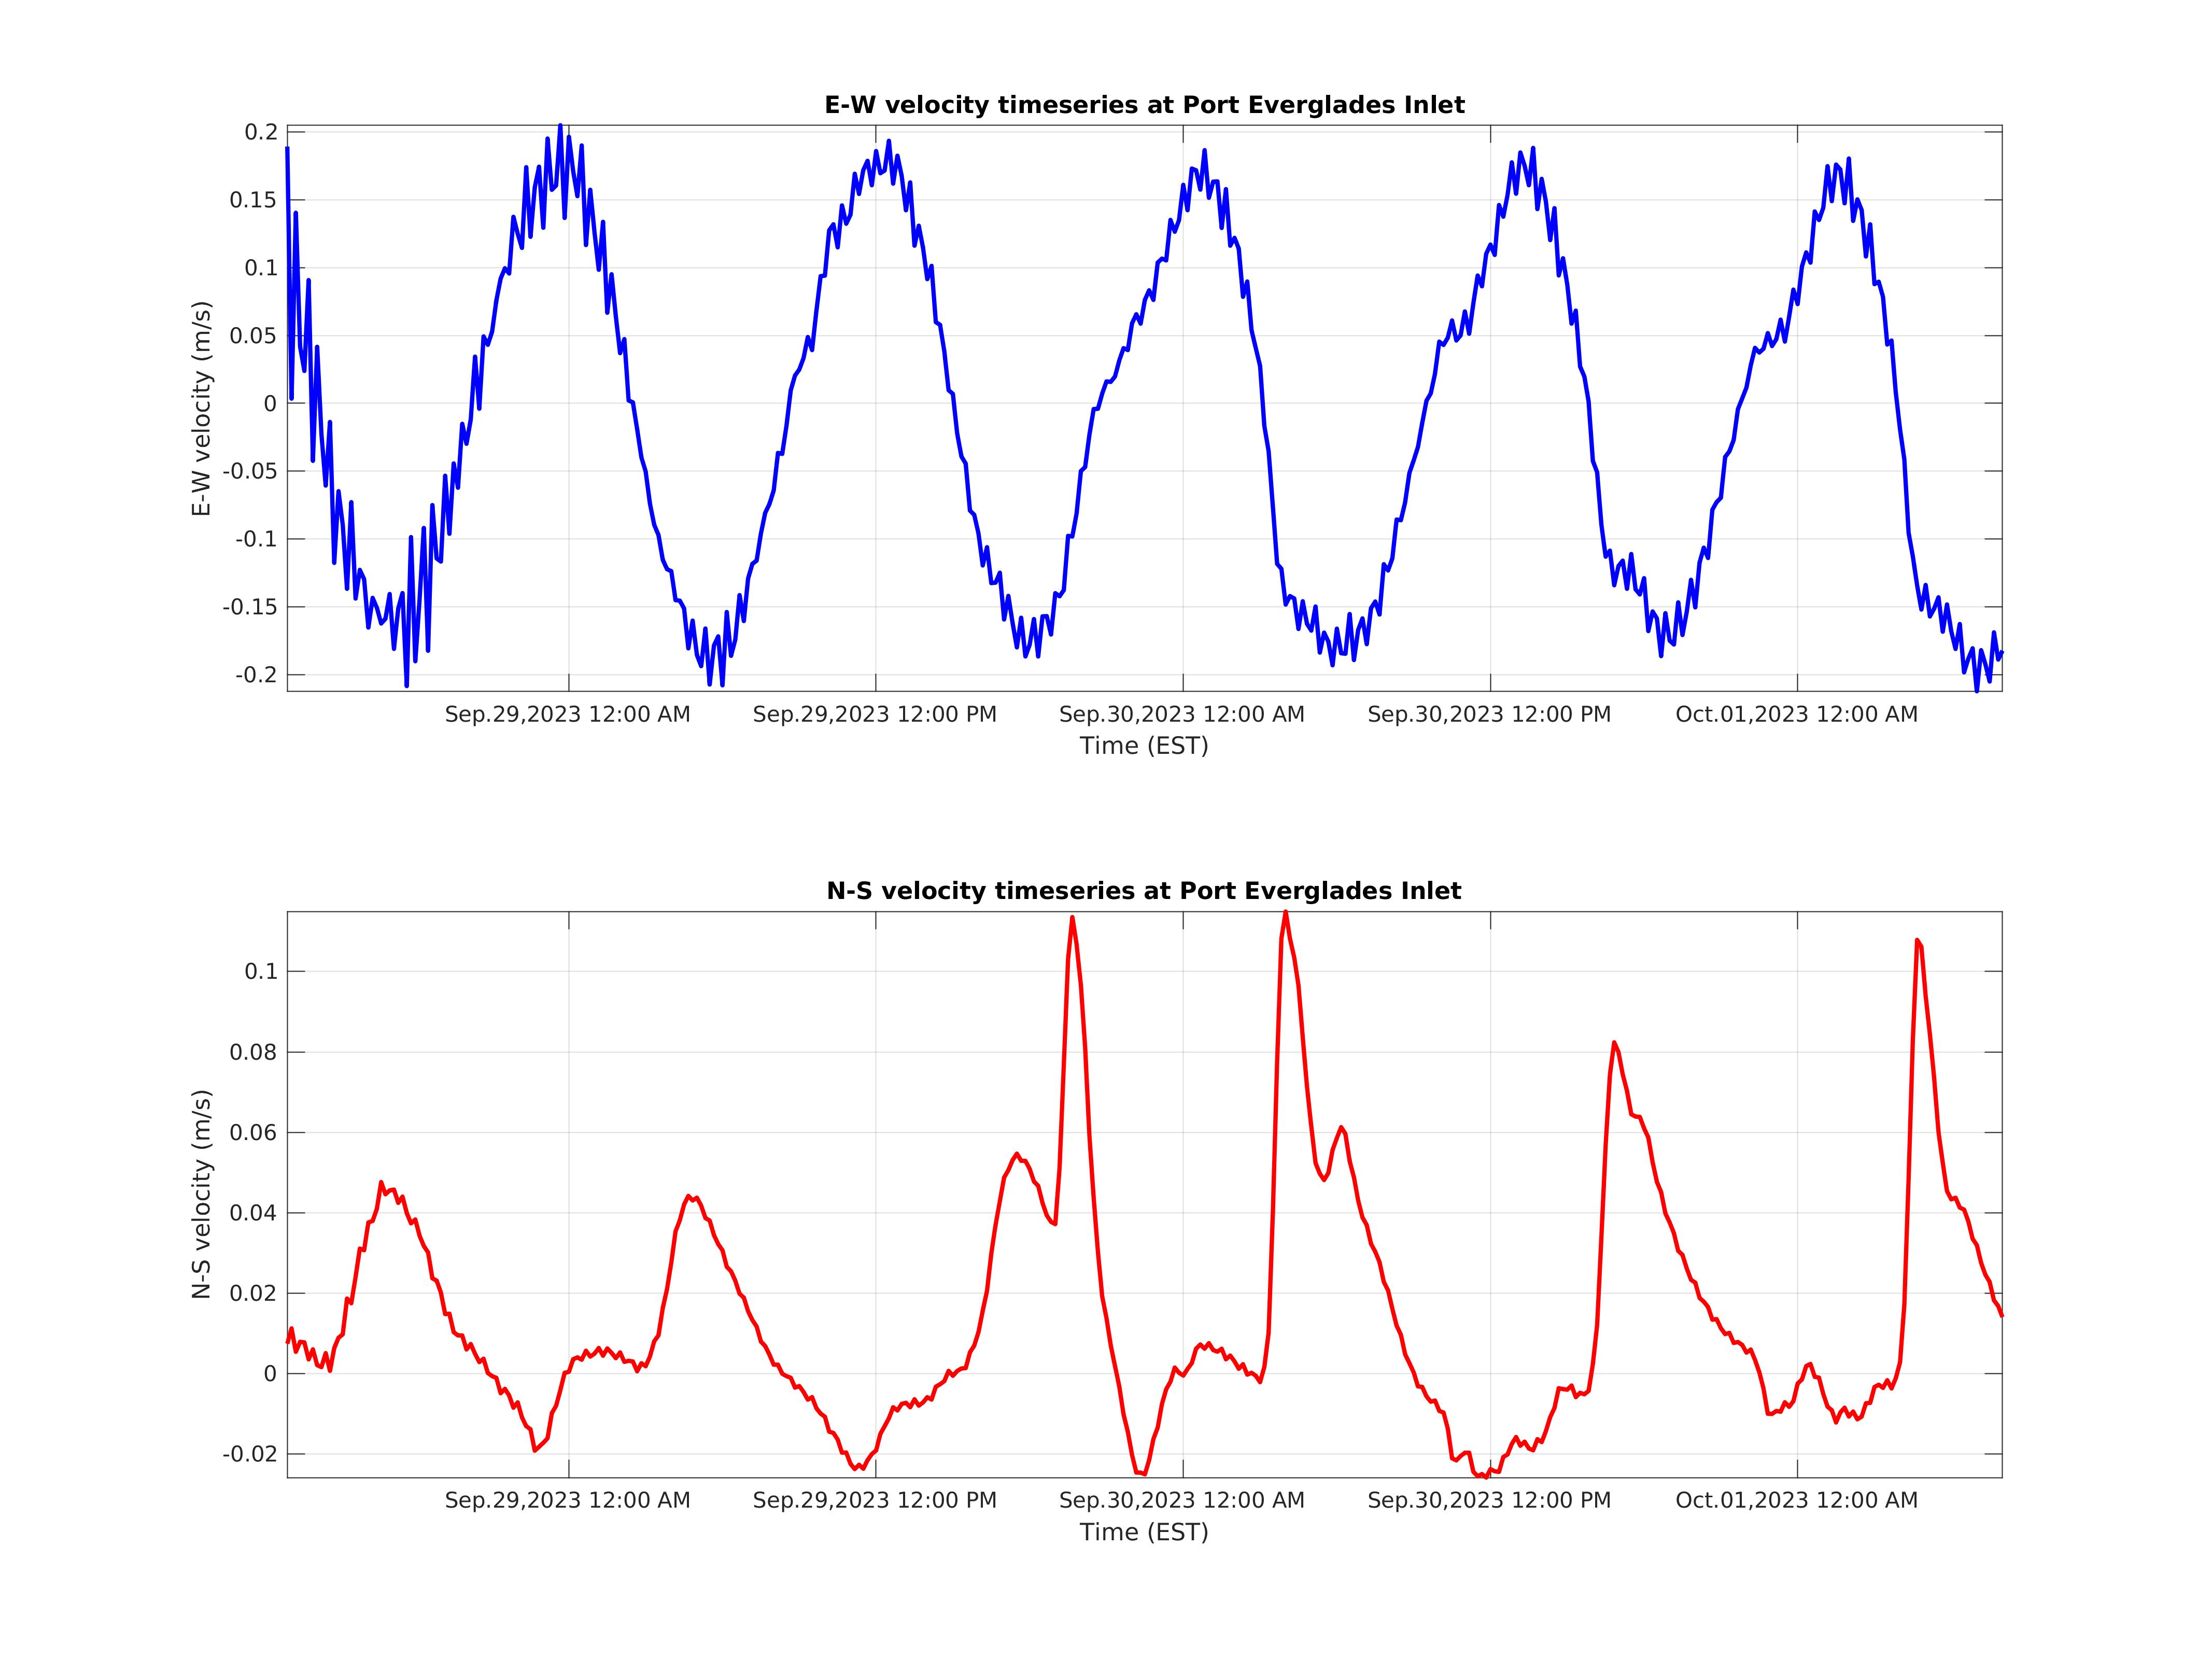 E-W velocity timeseries at Port Everglades Inlet
0.2
0.15
0.1
0.05
0
-0.05
-0.1
-0.15
-0.2
E-W velocity (m/s)
Sep.29,2023 12:00 AM Sep.29,2023 12:00 PM Sep.30,2023 12:00 AM Sep.30,2023 12:00 PM Oct.01,2023 12:00 AM
Time (EST)
N-S velocity timeseries at Port Everglades Inlet
0.1
0.08
0.06
0.04
0.02
0
-0.02
N-S velocity (m/s)
Sep.29,2023 12:00 AM Sep.29,2023 12:00 PM Sep.30,2023 12:00 AM Sep.30,2023 12:00 PM Oct.01,2023 12:00 AM
Time (EST)